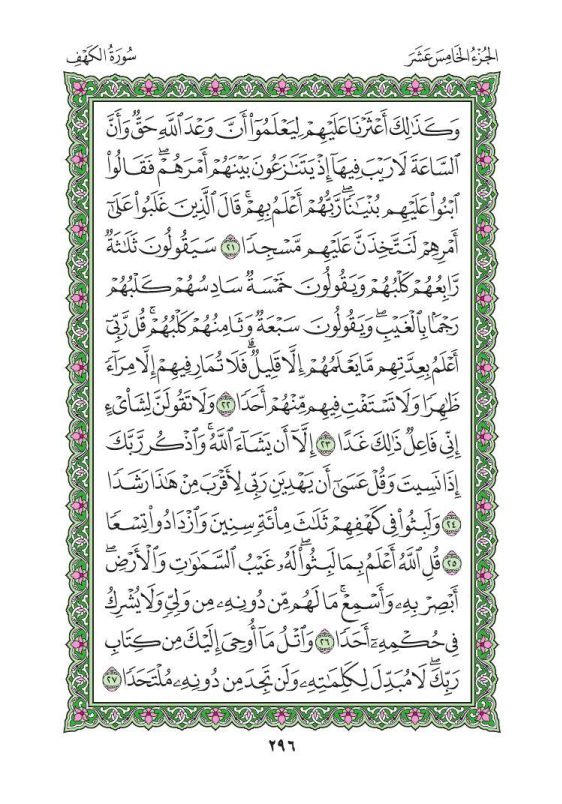 الجُزْءُ الخَامِسَ عَشَرَ
سُورَةُ الكَهْفِ
وَكَذَٰلِكَ أَعْثَرْنَا عَلَيْهِمْ لِيَعْلَمُوٓا۟ أَنَّ وَعْدَ ٱللَّهِ حَقٌّ وَأَنَّ
ٱلسَّاعَةَ لَا رَيْبَ فِيهَآ إِذْ يَتَنَٰزَعُونَ بَيْنَهُمْ أَمْرَهُمْ ۖ فَقَالُوا۟
ٱبْنُوا۟ عَلَيْهِم بُنْيَٰنًا ۖ رَّبُّهُمْ أَعْلَمُ بِهِمْ ۚ قَالَ ٱلَّذِينَ غَلَبُوا۟ عَلَىٰٓ
أَمْرِهِمْ لَنَتَّخِذَنَّ عَلَيْهِم مَّسْجِدًا ٢١ سَيَقُولُونَ ثَلَٰثَةٌ
رَّابِعُهُمْ كَلْبُهُمْ وَيَقُولُونَ خَمْسَةٌ سَادِسُهُمْ كَلْبُهُمْ
رَجْمًۢا بِٱلْغَيْبِ ۖ وَيَقُولُونَ سَبْعَةٌ وَثَامِنُهُمْ كَلْبُهُمْ ۚ قُل رَّبِّىٓ
أَعْلَمُ بِعِدَّتِهِم مَّا يَعْلَمُهُمْ إِلَّا قَلِيلٌ ۗ فَلَا تُمَارِ فِيهِمْ إِلَّا مِرَآءً
ظَٰهِرًا وَلَا تَسْتَفْتِ فِيهِم مِّنْهُمْ أَحَدًا ٢٢ وَلَا تَقُولَنَّ لِشَا۟ىْءٍ
إِنِّى فَاعِلٌ ذَٰلِكَ غَدًا ٢٣ إِلَّآ أَن يَشَآءَ ٱللَّهُ ۚ وَٱذْكُر رَّبَّكَ
إِذَا نَسِيتَ وَقُلْ عَسَىٰٓ أَن يَهْدِيَنِ رَبِّى لِأَقْرَبَ مِنْ هَٰذَا رَشَدًا
٢٤ وَلَبِثُوا۟ فِى كَهْفِهِمْ ثَلَٰثَ مِا۟ئَةٍ سِنِينَ وَٱزْدَادُوا۟ تِسْعًا
٢٥ قُلِ ٱللَّهُ أَعْلَمُ بِمَا لَبِثُوا۟ ۖ لَهُۥ غَيْبُ ٱلسَّمَٰوَٰتِ وَٱلْأَرْضِ ۖ
أَبْصِرْ بِهِۦ وَأَسْمِعْ ۚ مَا لَهُم مِّن دُونِهِۦ مِن وَلِىٍّ وَلَا يُشْرِكُ
فِى حُكْمِهِۦٓ أَحَدًا ٢٦ وَٱتْلُ مَآ أُوحِىَ إِلَيْكَ مِن كِتَابِ
رَبِّكَ ۖ لَا مُبَدِّلَ لِكَلِمَٰتِهِۦ وَلَن تَجِدَ مِن دُونِهِۦ مُلْتَحَدًا ٢٧
٢٩٦